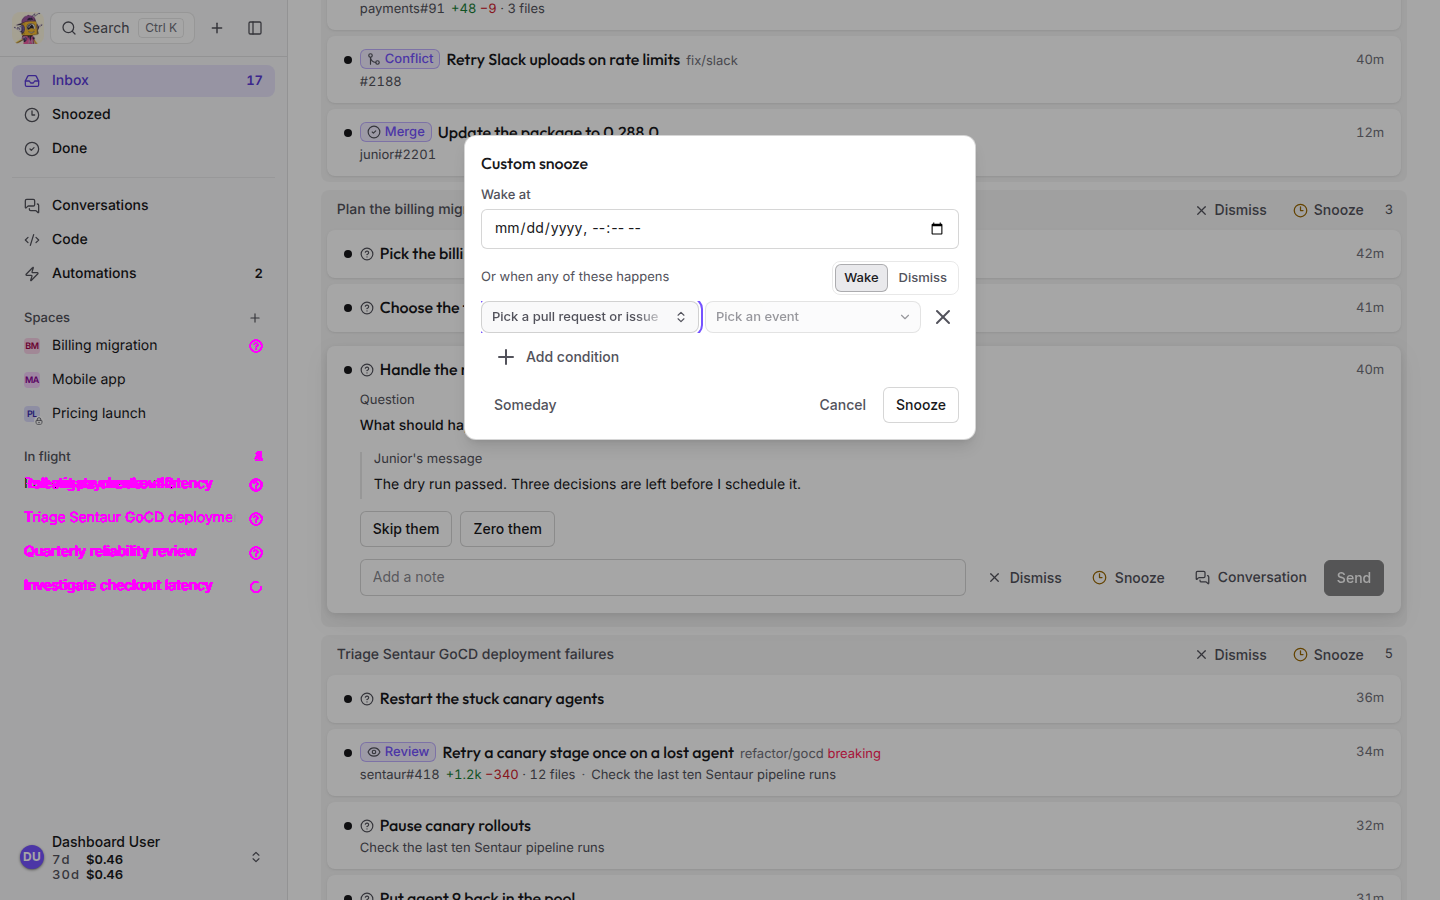 Search Ctrl K
Inbox 17
Snoozed
Done
Conversations
Code
Automations 2
Spaces
BM Billing migration
MA Mobile app
PL Pricing launch
In flight
Triage Sentaur GoCD deployme
Quarterly reliability review
Investigate checkout latency
DU Dashboard User
7d $0.46
30d $0.46
payments#91 +48 −9 · 3 files
Conflict Retry Slack uploads on rate limits fix/slack 40m
#2188
Merge Update the package to 0.288.0 12m
junior#2201
Plan the billing Dismiss Snooze 3
Pick the 42m
Choose the 41m
Handle the 40m
Question
What should
Junior's message
The dry run passed. Three decisions are left before I schedule it.
Skip them Zero them
Add a note Dismiss Snooze Conversation Send
Custom snooze
Wake at
mm/dd/yyyy, --:-- --
Or when any of these happens Wake Dismiss
Pick a pull request or issue Pick an event
Add condition
Someday Cancel Snooze
Triage Sentaur GoCD deployment failures Dismiss Snooze 5
Restart the stuck canary agents 36m
Review Retry a canary stage once on a lost agent refactor/gocd breaking 34m
sentaur#418 +1.2k −340 · 12 files · Check the last ten Sentaur pipeline runs
Pause canary rollouts 32m
Check the last ten Sentaur pipeline runs
Put agent 9 back in the pool 31m